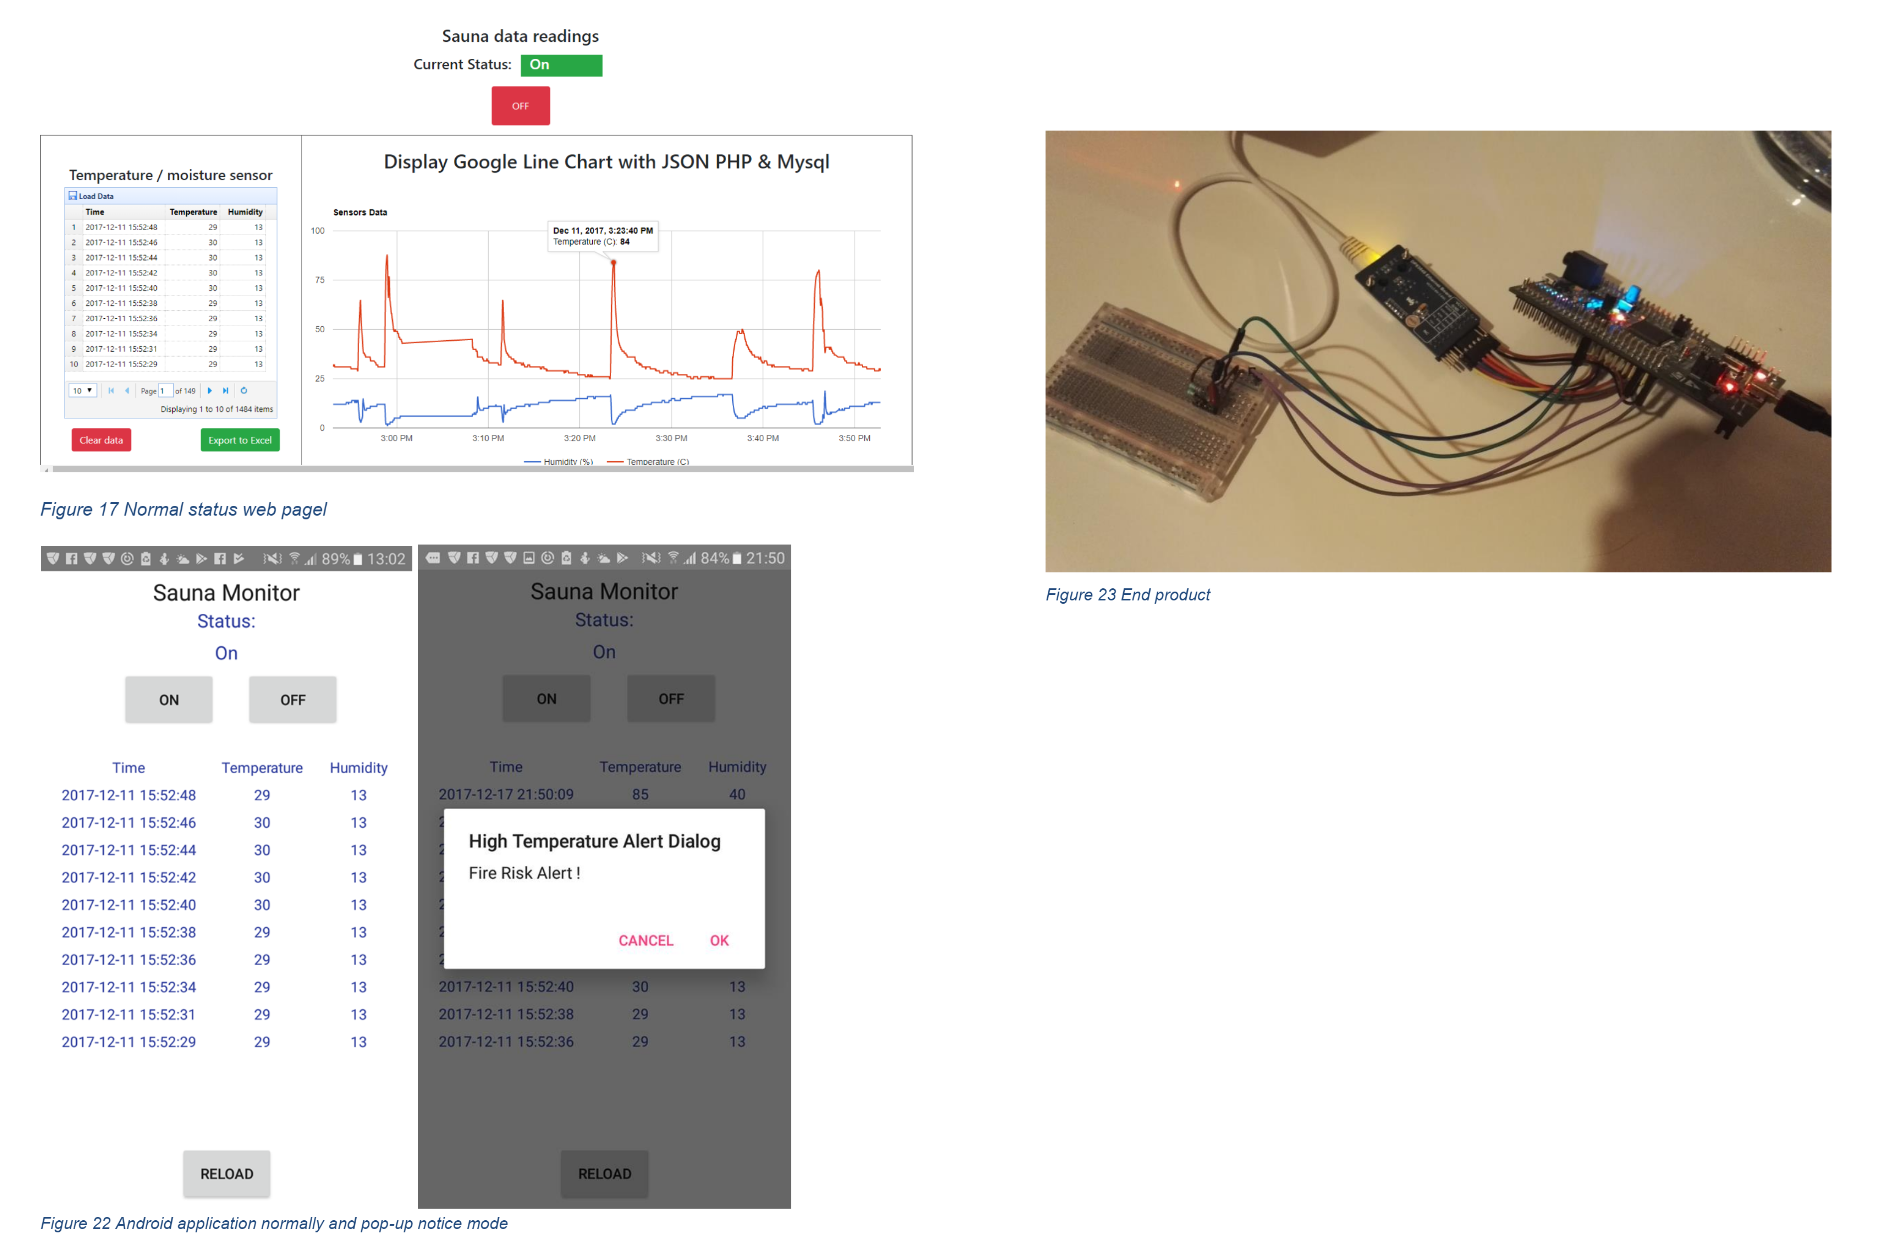 Sauna data readings
Current Status: On
OFF
Temperature / moisture sensor
Load Data
Time Temperature Humidity
1 2017-12-11 15:52:48 29 13
2 2017-12-11 15:52:46 30 13
3 2017-12-11 15:52:44 30 13
4 2017-12-11 15:52:42 30 13
5 2017-12-11 15:52:40 30 13
6 2017-12-11 15:52:38 29 13
7 2017-12-11 15:52:36 29 13
8 2017-12-11 15:52:34 29 13
9 2017-12-11 15:52:31 29 13
10 2017-12-11 15:52:29 29 13
10 Page 1 of 149
Displaying 1 to 10 of 1484 items
Clear data Export to Excel
Display Google Line Chart with JSON PHP & Mysql
Sensors Data
Dec 11, 2017, 3:23:40 PM
Temperature (C): 84
100
75
50
25
0
3:00 PM 3:10 PM 3:20 PM 3:30 PM 3:40 PM 3:50 PM
Humidity (%) Temperature (C)
Figure 17 Normal status web pagel
89% 13:02
Sauna Monitor
Status:
On
ON OFF
Time Temperature Humidity
2017-12-11 15:52:48 29 13
2017-12-11 15:52:46 30 13
2017-12-11 15:52:44 30 13
2017-12-11 15:52:42 30 13
2017-12-11 15:52:40 30 13
2017-12-11 15:52:38 29 13
2017-12-11 15:52:36 29 13
2017-12-11 15:52:34 29 13
2017-12-11 15:52:31 29 13
2017-12-11 15:52:29 29 13
RELOAD
84% 21:50
Sauna Monitor
Status:
On
ON OFF
Time Temperature Humidity
2017-12-17 21:50:09 85 40
High Temperature Alert Dialog
Fire Risk Alert !
CANCEL OK
2017-12-11 15:52:40 30 13
2017-12-11 15:52:38 29 13
2017-12-11 15:52:36 29 13
RELOAD
Figure 22 Android application normally and pop-up notice mode
Figure 23 End product